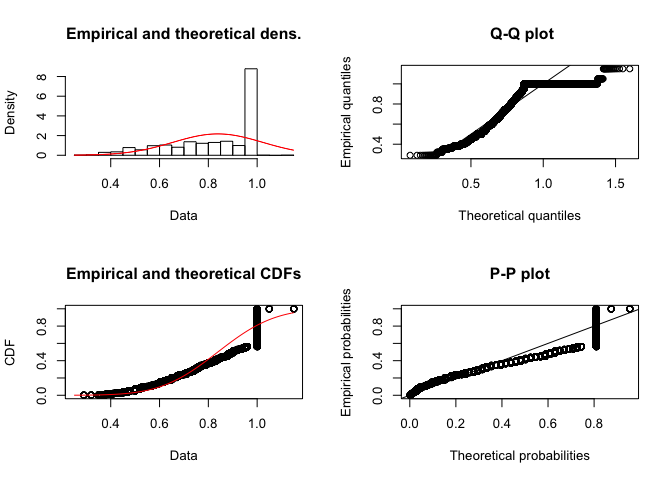 Empirical and theoretical dens.
Density
0 2 4 6 8
0.4 0.6 0.8 1.0
Data
Q-Q plot
Empirical quantiles
0.4 0.8
0.5 1.0 1.5
Theoretical quantiles
Empirical and theoretical CDFs
CDF
0.0 0.4 0.8
0.4 0.6 0.8 1.0
Data
P-P plot
Empirical probabilities
0.0 0.4 0.8
0.0 0.2 0.4 0.6 0.8
Theoretical probabilities